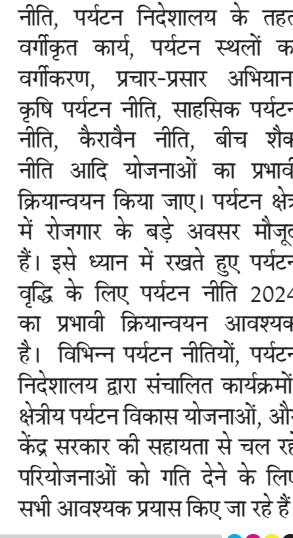 नीति, पर्यटन निदेशालय के तहत
वर्गीकृत कार्य, पर्यटन स्थलों का
वर्गीकरण, प्रचार-प्रसार अभियान
कृषि पर्यटन नीति, साहसिक पर्यटन
नीति, कैरावैन नीति, बीच शैक
नीति आदि योजनाओं का प्रभावी
क्रियान्वयन किया जाए। पर्यटन क्षेत्र
में रोजगार के बड़े अवसर मौजूद
हैं। इसे ध्यान में रखते हुए पर्यटन
वृद्धि के लिए पर्यटन नीति 2024
का प्रभावी क्रियान्वयन आवश्यक
है। विभिन्न पर्यटन नीतियों, पर्यटन
निदेशालय द्वारा संचालित कार्यक्रमों
क्षेत्रीय पर्यटन विकास योजनाओं, और
केंद्र सरकार की सहायता से चल रहे
परियोजनाओं को गति देने के लिए
सभी आवश्यक प्रयास किए जा रहे हैं